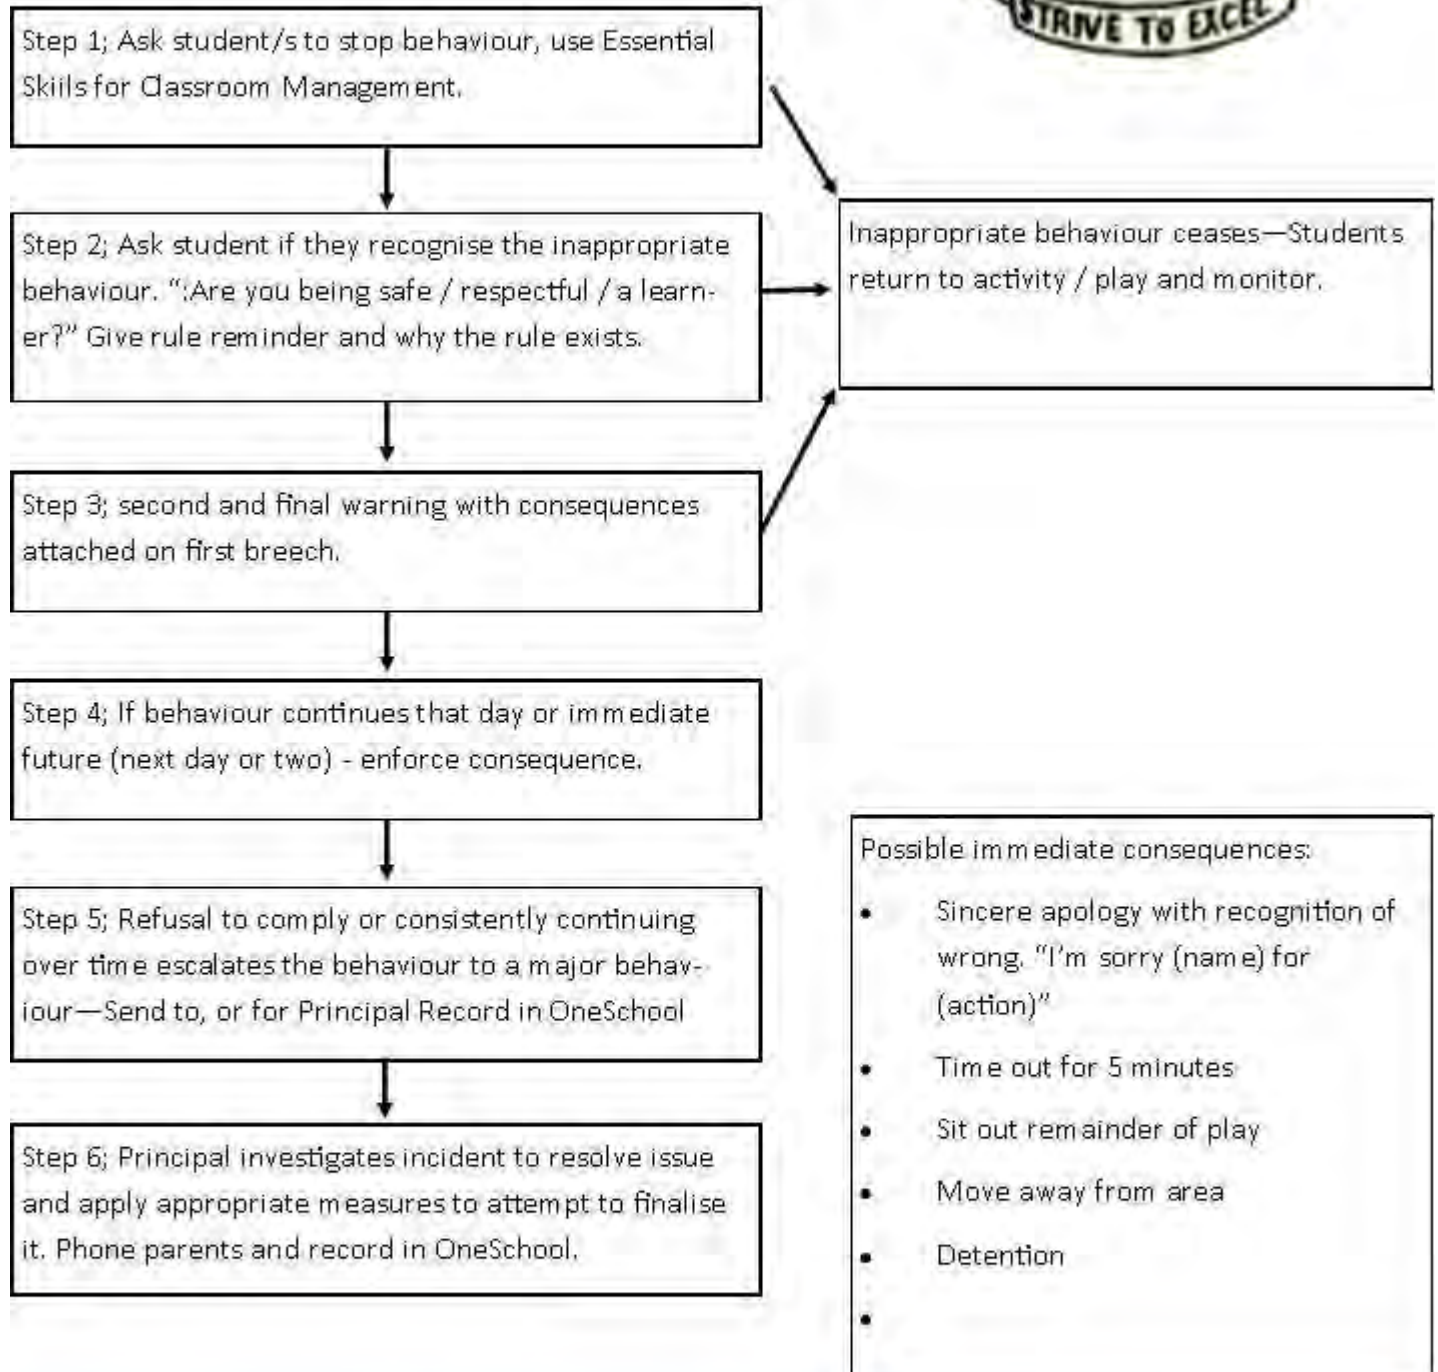 STRIVE TO EXCEL
Step 1; Ask student/s to stop behaviour, use Essential
Skiils for Classroom Management.
Step 2; Ask student if they recognise the inappropriate
behaviour. “:Are you being safe / respectful / a learn-
er?” Give rule reminder and why the rule exists.
Inappropriate behaviour ceases—Students
return to activity / play and monitor.
Step 3; second and final warning with consequences
attached on first breech.
Step 4; If behaviour continues that day or immediate
future (next day or two) - enforce consequence.
Step 5; Refusal to comply or consistently continuing
over time escalates the behaviour to a major behav-
iour—Send to, or for Principal Record in OneSchool
Step 6; Principal investigates incident to resolve issue
and apply appropriate measures to attempt to finalise
it. Phone parents and record in OneSchool.
Possible immediate consequences:
• Sincere apology with recognition of
wrong. “I’m sorry (name) for
(action)”
• Time out for 5 minutes
• Sit out remainder of play
• Move away from area
• Detention
•